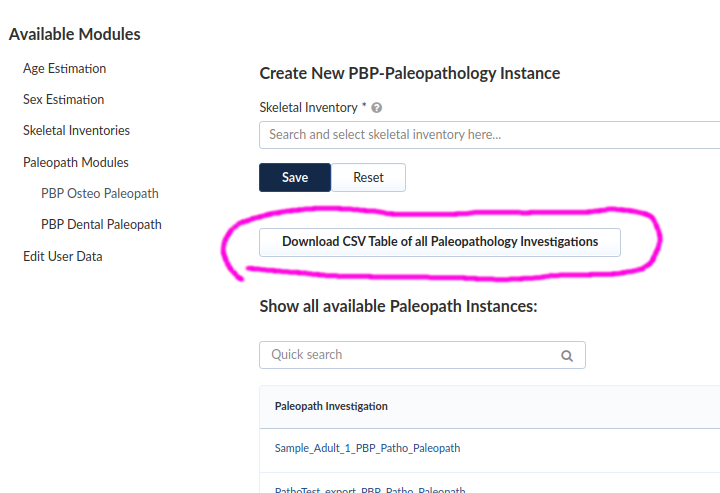 Available Modules
Age Estimation
Sex Estimation
Skeletal Inventories
Paleopath Modules
PBP Osteo Paleopath
PBP Dental Paleopath
Edit User Data
Create New PBP-Paleopathology Instance
Skeletal Inventory * ?
Search and select skeletal inventory here...
Save Reset
Download CSV Table of all Paleopathology Investigations
Show all available Paleopath Instances:
Quick search
Paleopath Investigation
Sample_Adult_1_PBP_Patho_Paleopath
PathoTest_export_PBP_Patho_Paleopath